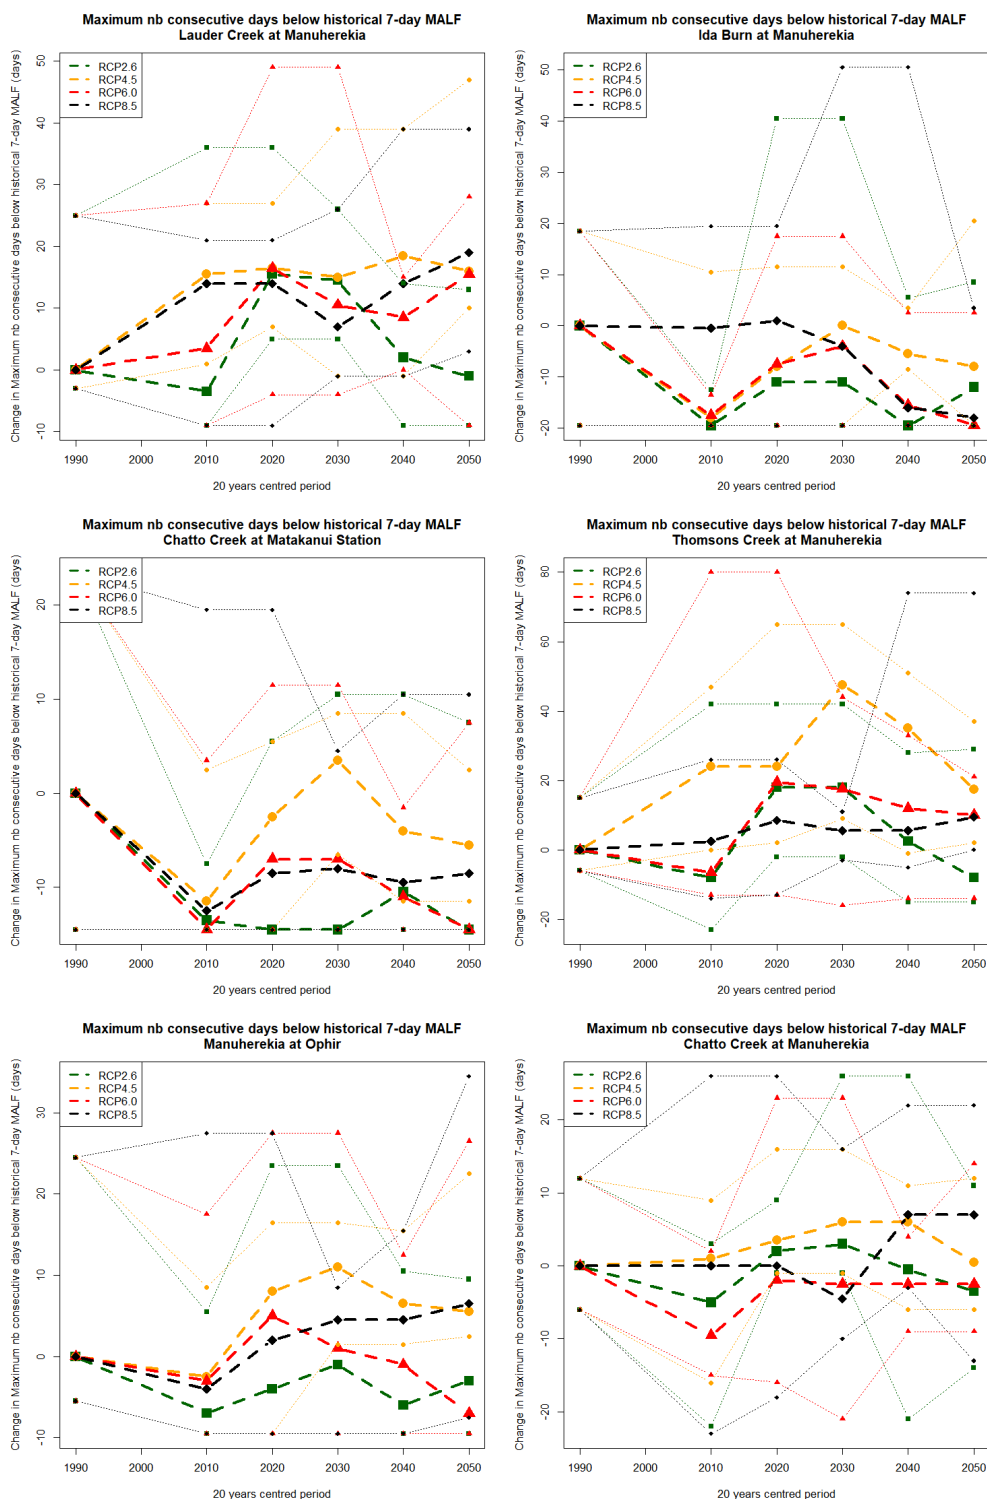 Maximum nb consecutive days below historical 7-day MALF
Lauder Creek at Manuherekia
Change in Maximum nb consecutive days below historical 7-day MALF (days)
50
40
30
20
10
0
-10
RCP2.6
RCP4.5
RCP6.0
RCP8.5
1990 2000 2010 2020 2030 2040 2050
20 years centred period
Maximum nb consecutive days below historical 7-day MALF
Ida Burn at Manuherekia
Change in Maximum nb consecutive days below historical 7-day MALF (days)
50
40
30
20
10
0
-10
-20
RCP2.6
RCP4.5
RCP6.0
RCP8.5
1990 2000 2010 2020 2030 2040 2050
20 years centred period
Maximum nb consecutive days below historical 7-day MALF
Chatto Creek at Matakanui Station
Change in Maximum nb consecutive days below historical 7-day MALF (days)
20
10
0
-10
RCP2.6
RCP4.5
RCP6.0
RCP8.5
1990 2000 2010 2020 2030 2040 2050
20 years centred period
Maximum nb consecutive days below historical 7-day MALF
Thomsons Creek at Manuherekia
Change in Maximum nb consecutive days below historical 7-day MALF (days)
80
60
40
20
0
-20
RCP2.6
RCP4.5
RCP6.0
RCP8.5
1990 2000 2010 2020 2030 2040 2050
20 years centred period
Maximum nb consecutive days below historical 7-day MALF
Manuherekia at Ophir
Change in Maximum nb consecutive days below historical 7-day MALF (days)
30
20
10
0
-10
RCP2.6
RCP4.5
RCP6.0
RCP8.5
1990 2000 2010 2020 2030 2040 2050
20 years centred period
Maximum nb consecutive days below historical 7-day MALF
Chatto Creek at Manuherekia
Change in Maximum nb consecutive days below historical 7-day MALF (days)
20
10
0
-10
-20
RCP2.6
RCP4.5
RCP6.0
RCP8.5
1990 2000 2010 2020 2030 2040 2050
20 years centred period